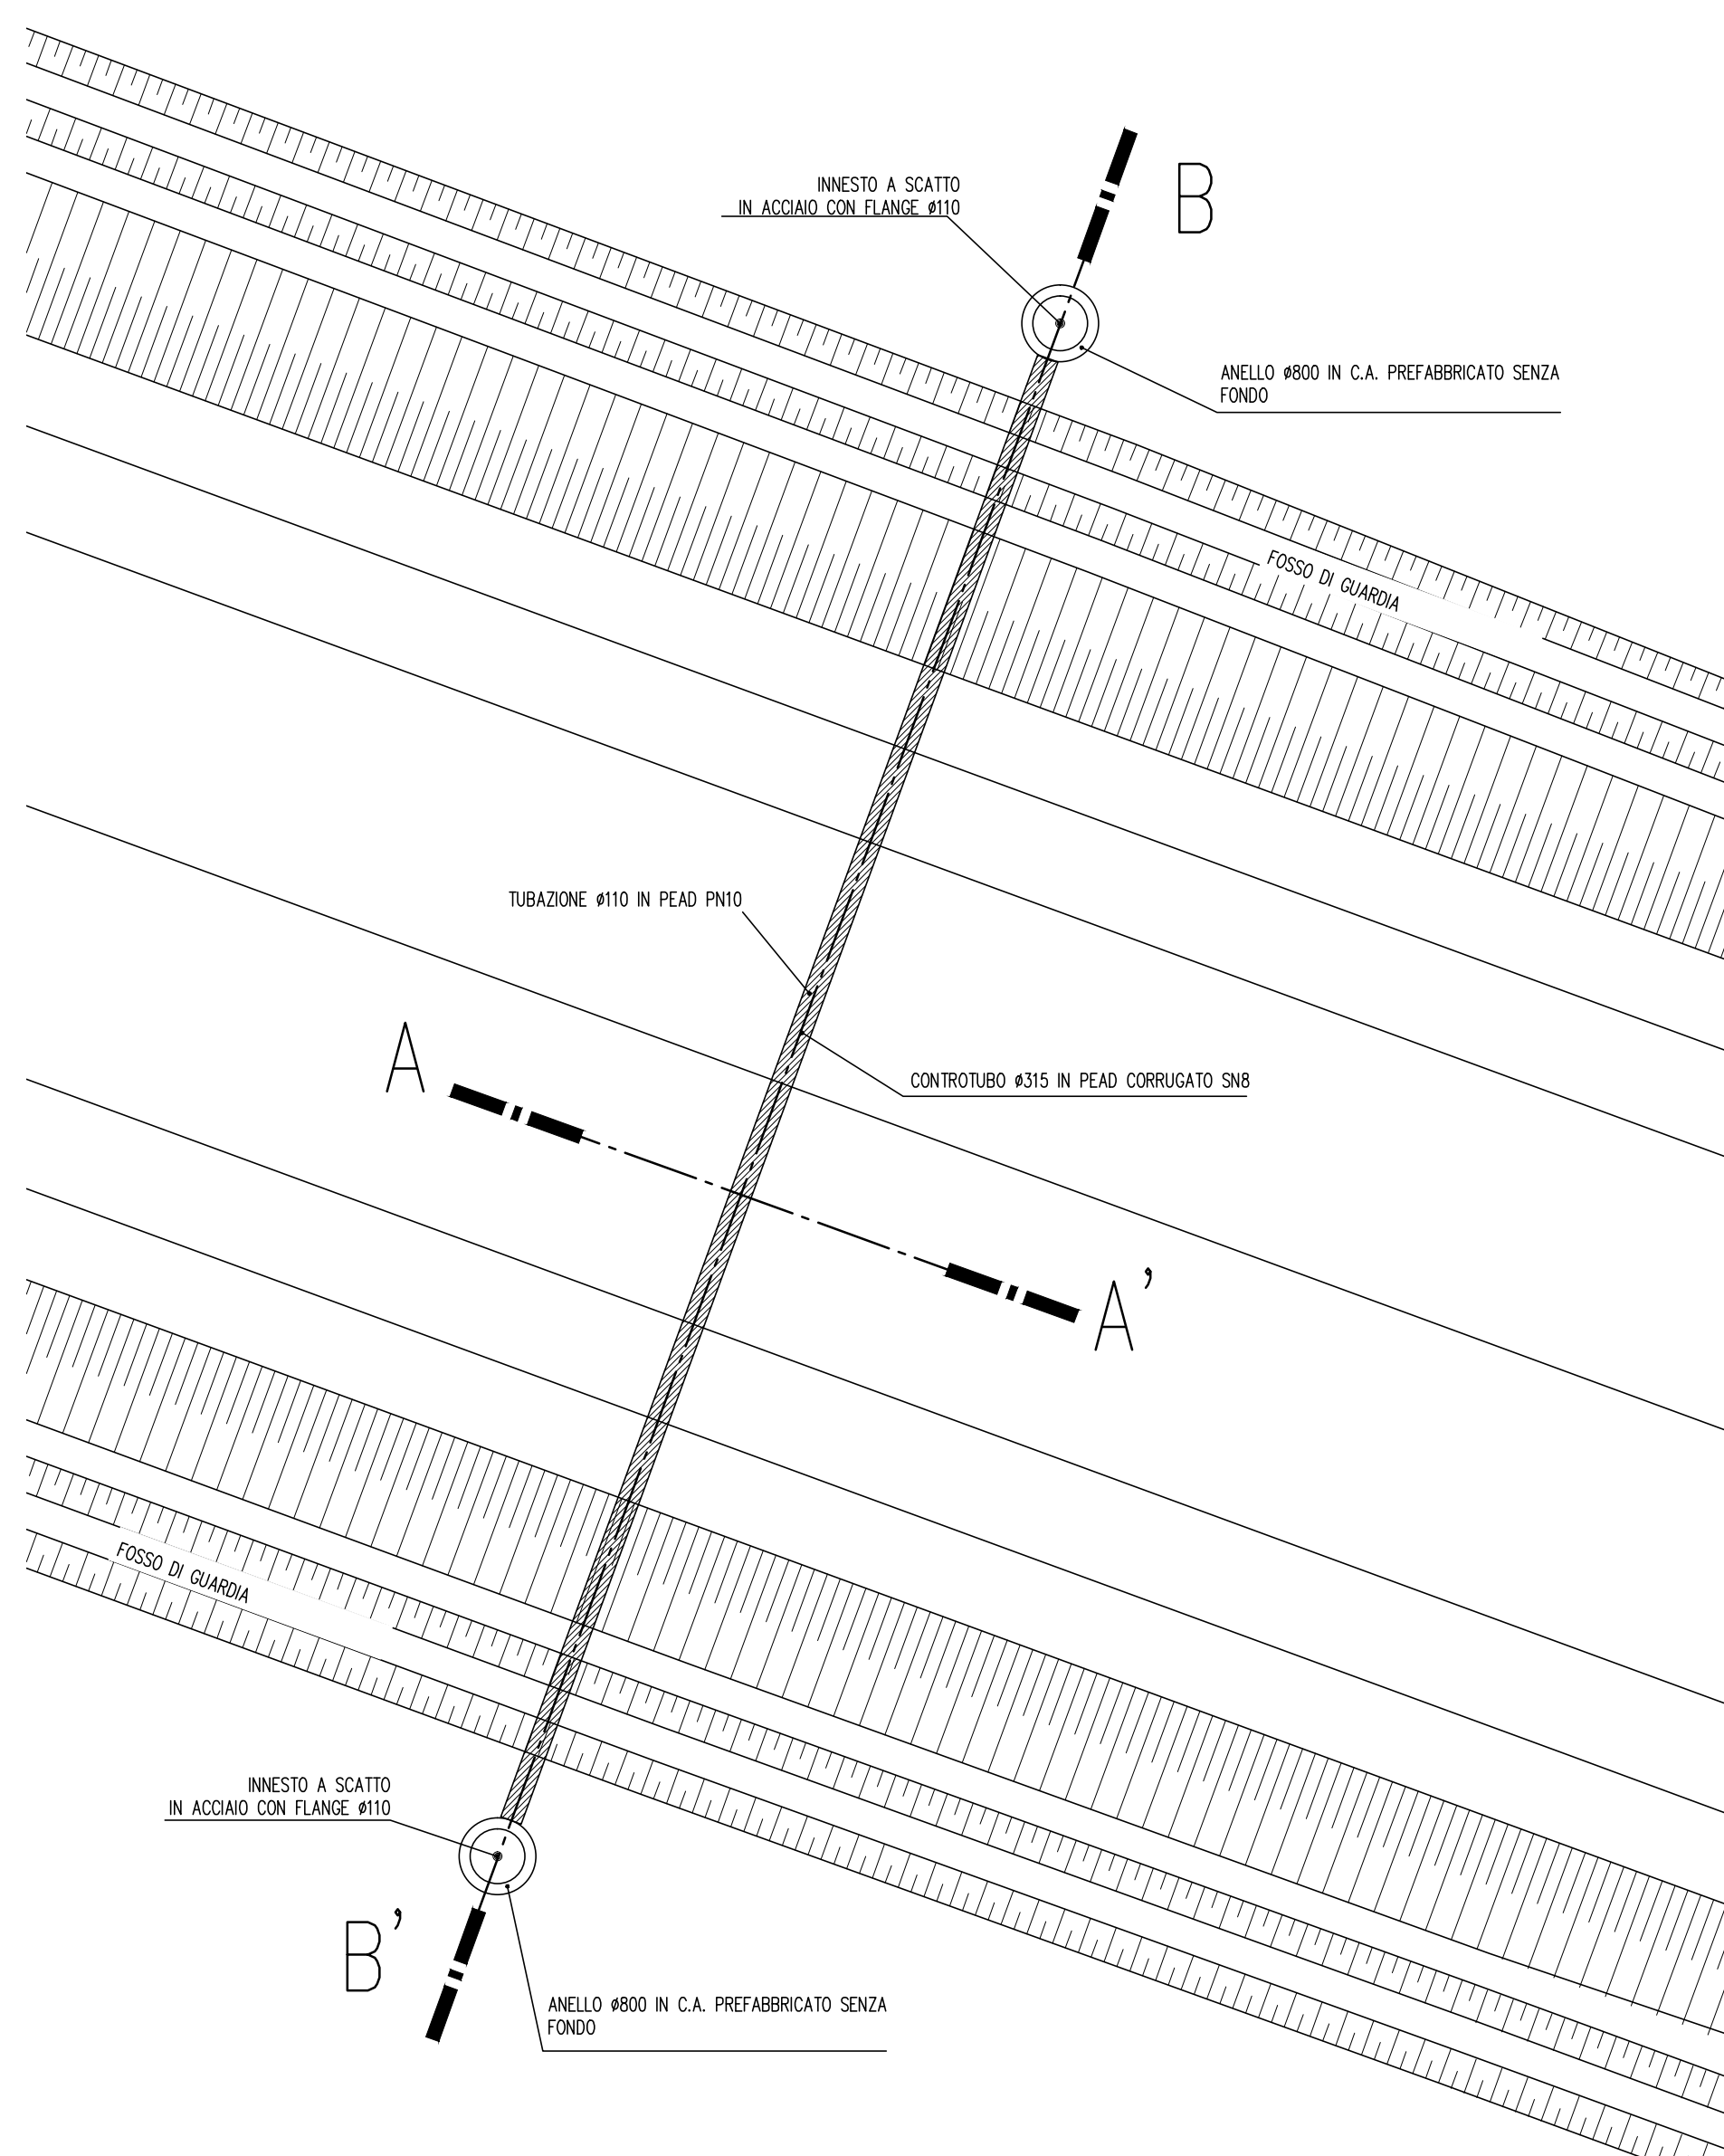 B
INNESTO A SCATTO
IN ACCIAIO CON FLANGE ø110
ANELLO ø800 IN C.A. PREFABBRICATO SENZA
FONDO
FOSSO DI GUARDIA
TUBAZIONE ø110 IN PEAD PN10
A
CONTROTUBO ø315 IN PEAD CORRUGATO SN8
A'
FOSSO DI GUARDIA
INNESTO A SCATTO
IN ACCIAIO CON FLANGE ø110
B'
ANELLO ø800 IN C.A. PREFABBRICATO SENZA
FONDO